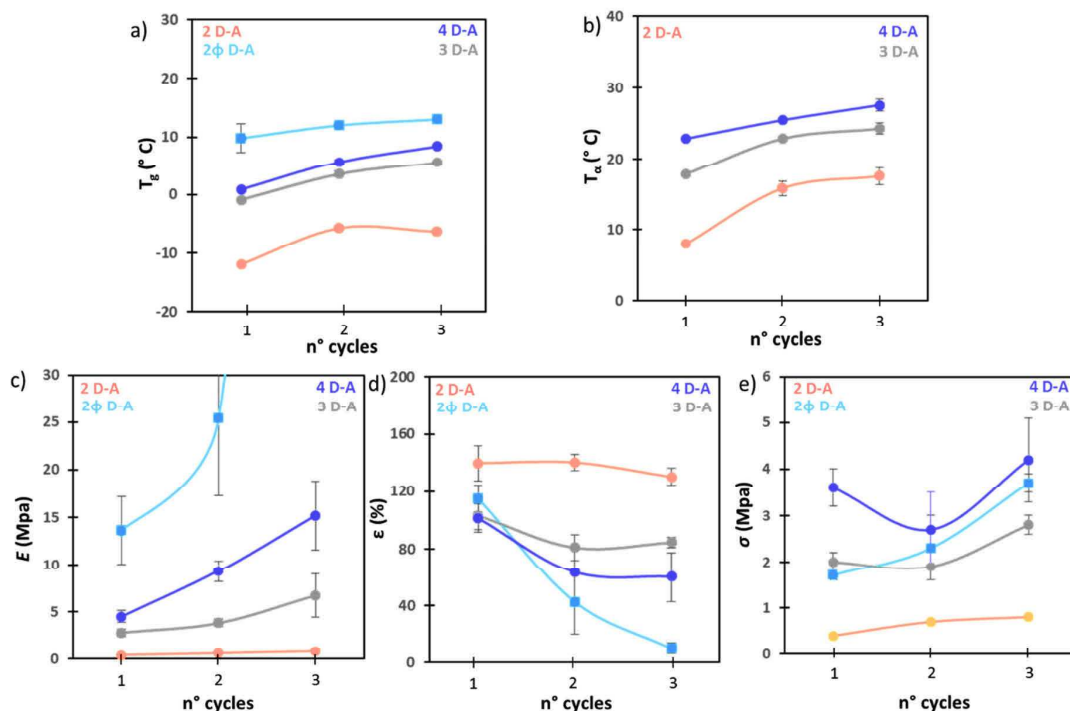 a)
2 D-A
4 D-A
2ϕ D-A
3 D-A
30
20
10
0
-10
-20
T_g (° C)
1
2
3
n° cycles
b)
2 D-A
4 D-A
3 D-A
40
30
20
10
0
T_α (° C)
1
2
3
n° cycles
c)
2 D-A
4 D-A
2ϕ D-A
3 D-A
30
25
20
15
10
5
0
E (Mpa)
1
2
3
n° cycles
d)
2 D-A
4 D-A
2ϕ D-A
3 D-A
200
160
120
80
40
0
ε (%)
1
2
3
n° cycles
e)
2 D-A
4 D-A
2ϕ D-A
3 D-A
6
5
4
3
2
1
0
σ (Mpa)
1
2
3
n° cycles